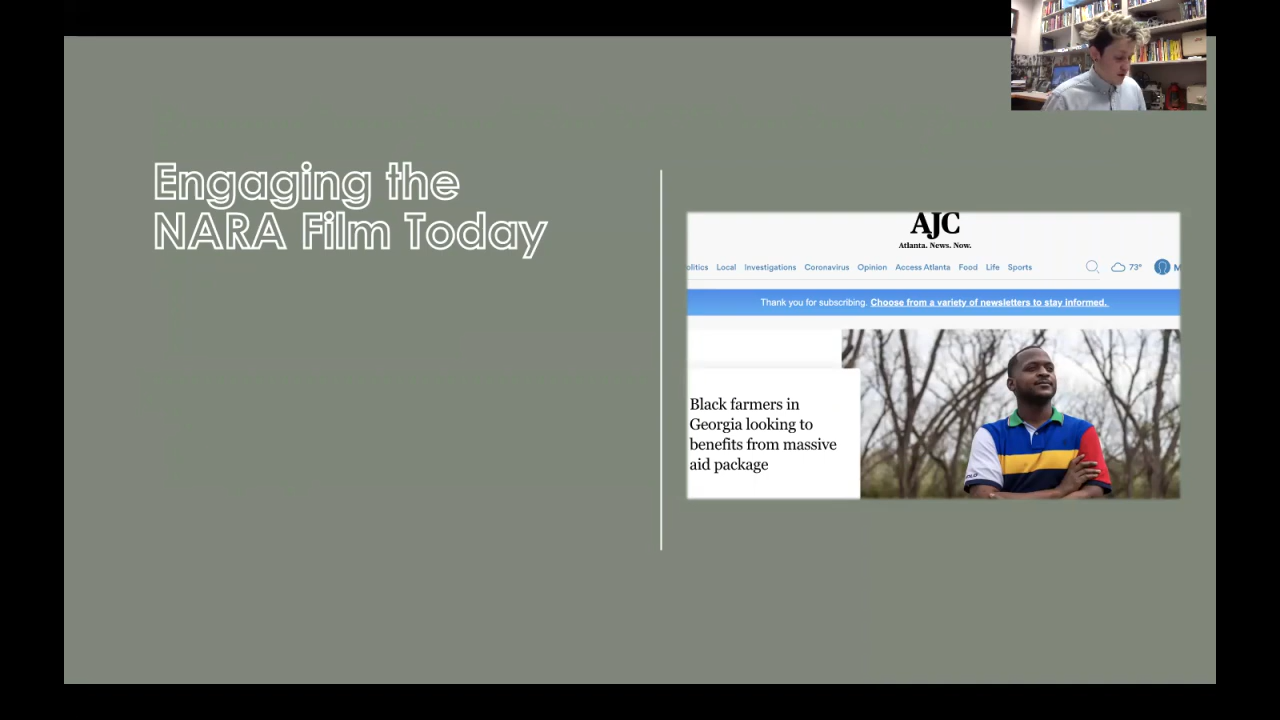 Engaging the
NARA Film Today
AJC
Atlanta. News. Now.
olitics Local Investigations Coronavirus Opinion Access Atlanta Food Life Sports 73° M
Thank you for subscribing. Choose from a variety of newsletters to stay informed.
Black farmers in
Georgia looking to
benefits from massive
aid package